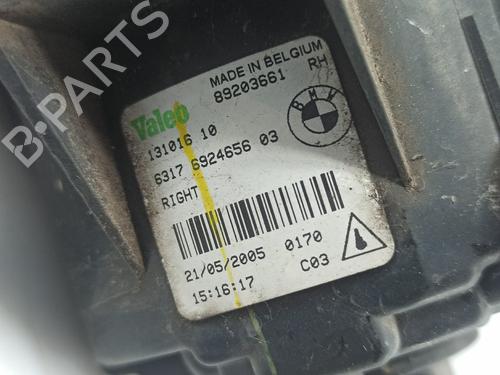 B-PARTS
MADE IN BELGIUM
89203661 RH
Valeo
131016 10
6317 6924656 03
RIGHT
BMW
21/05/2005 0170
15:16:17 C03